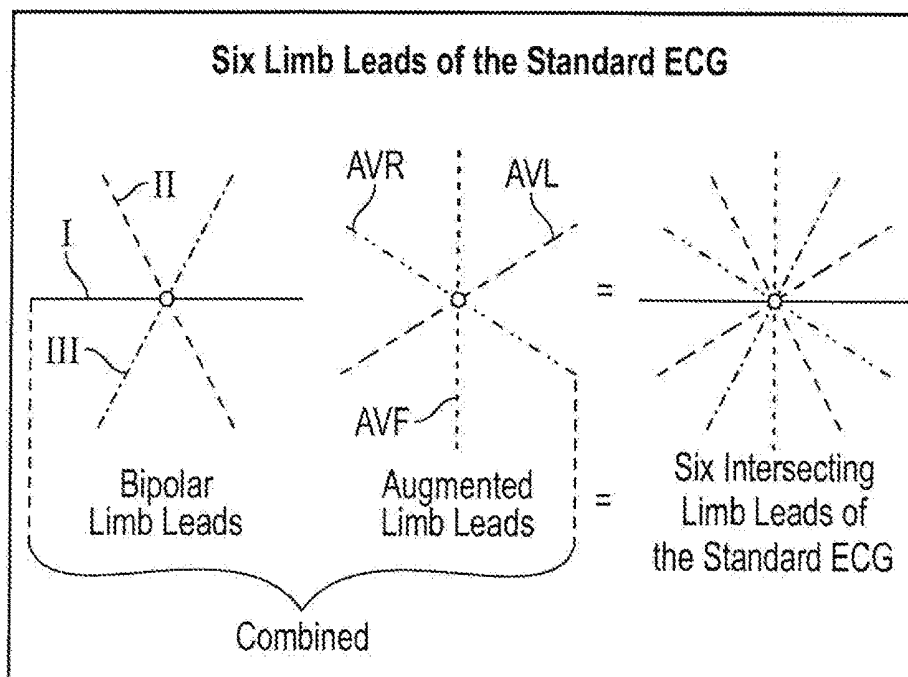 Six Limb Leads of the Standard ECG
II
I
III
AVR
AVL
AVF
=
Bipolar
Limb Leads
Augmented
Limb Leads
=
Six Intersecting
Limb Leads of
the Standard ECG
Combined